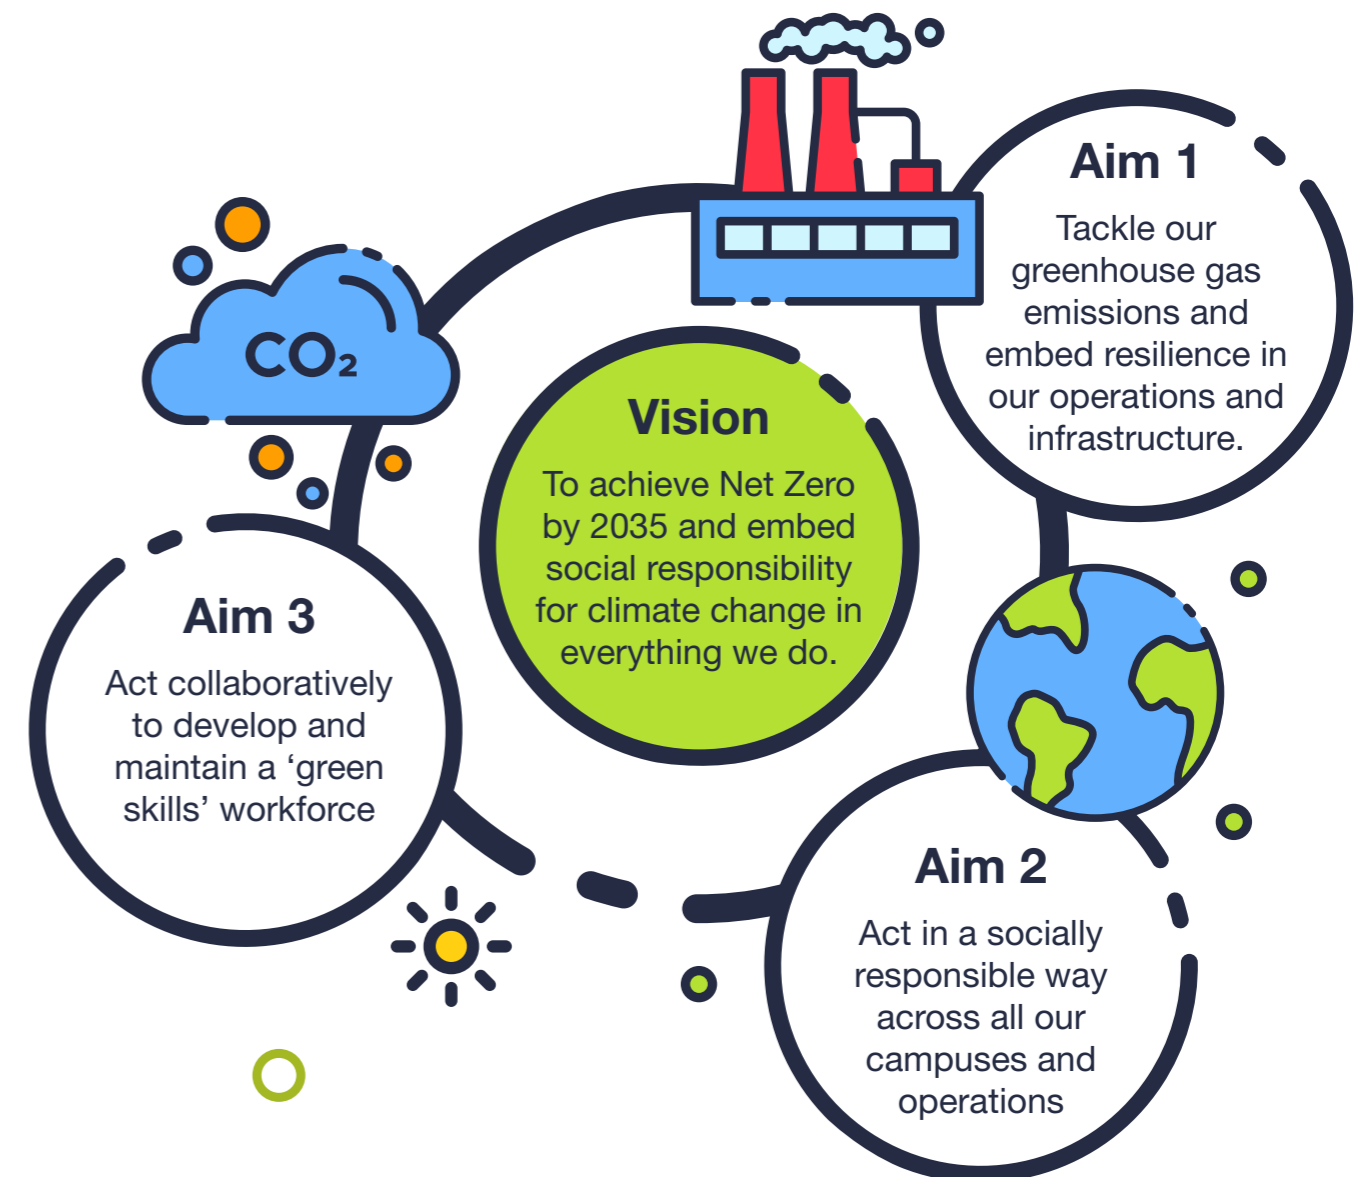 Aim 1
Tackle our
greenhouse gas
emissions and
embed resilience in
our operations and
infrastructure.
CO₂
Vision
To achieve Net Zero
by 2035 and embed
social responsibility
for climate change in
everything we do.
Aim 3
Act collaboratively
to develop and
maintain a ‘green
skills’ workforce
Aim 2
Act in a socially
responsible way
across all our
campuses and
operations